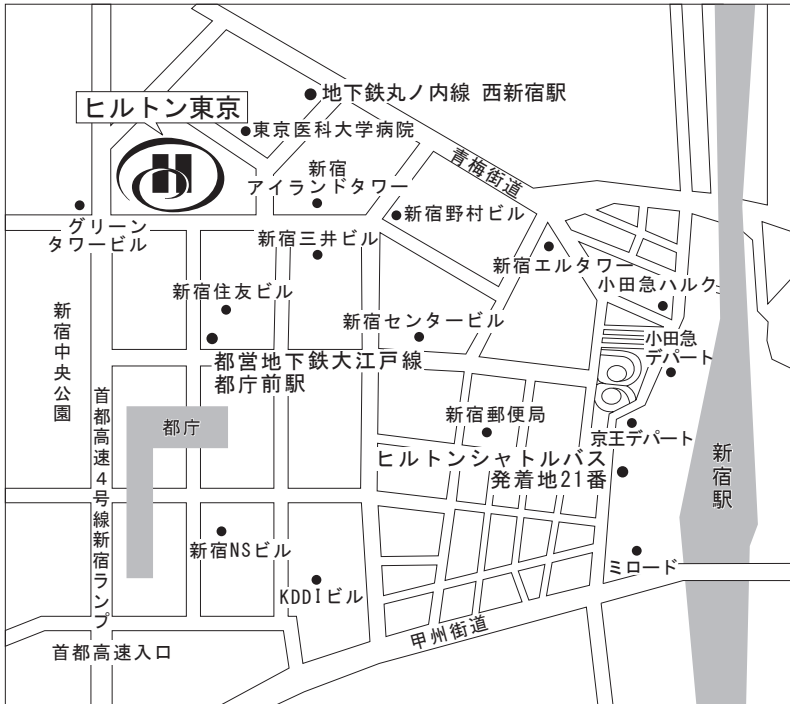 地下鉄丸ノ内線 西新宿駅
ヒルトン東京
東京医科大学病院
青梅街道
新宿
アイランドタワー
新宿野村ビル
グリーン
タワービル
新宿三井ビル
新宿エルタワー
小田急ハルク
新宿住友ビル
新宿センタービル
小田急
デパート
新宿中央公園
都営地下鉄大江戸線
都庁前駅
首都高速4号線新宿ランプ
都庁
新宿郵便局
京王デパート
ヒルトンシャトルバス
発着地21番
新宿駅
新宿NSビル
ミロード
KDDIビル
甲州街道
首都高速入口